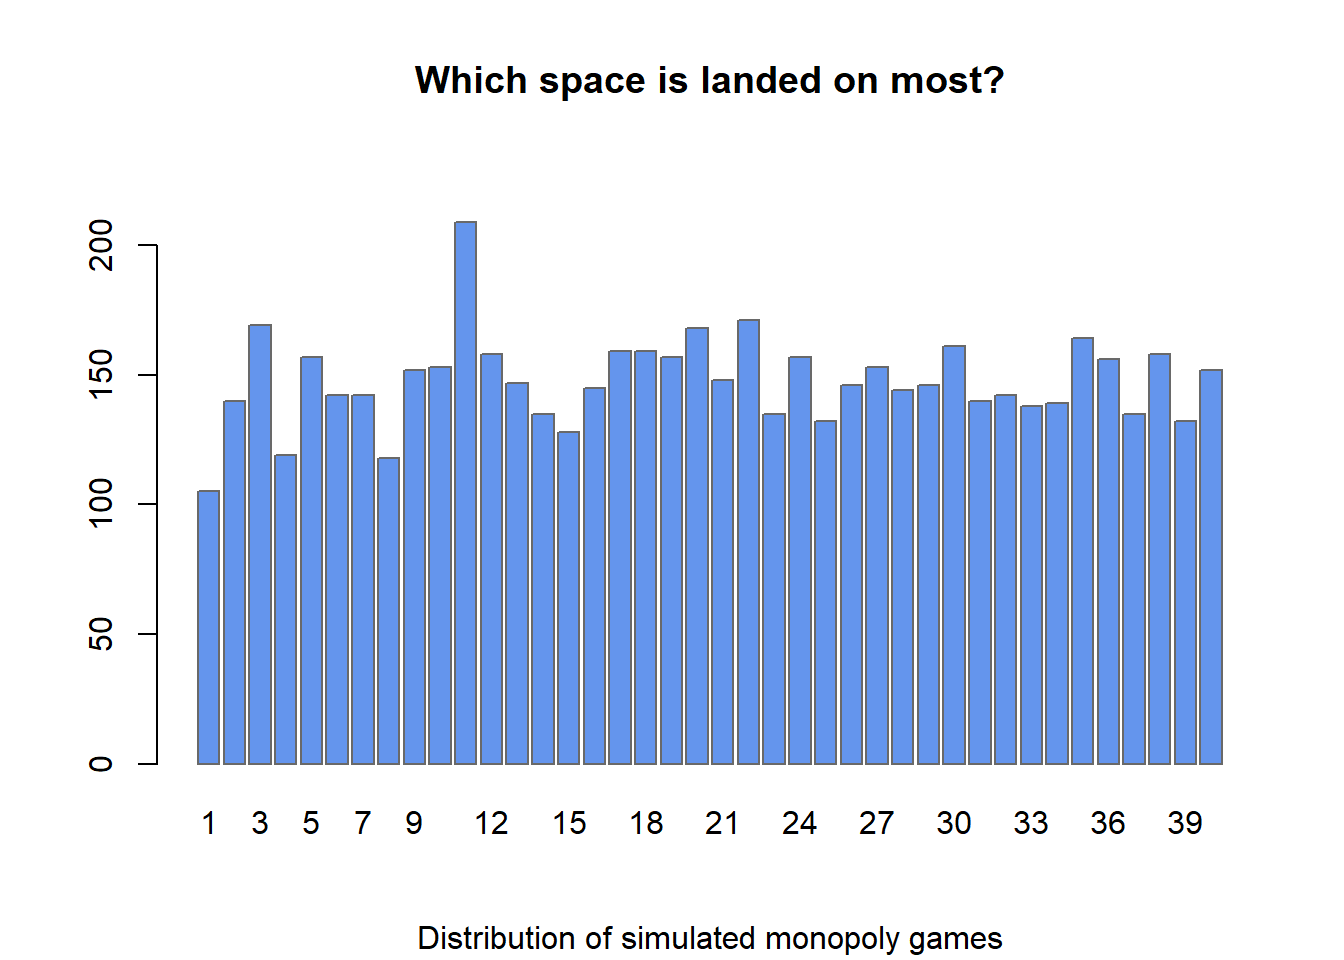 Which space is landed on most?
200
150
100
50
0
1 3 5 7 9 12 15 18 21 24 27 30 33 36 39
Distribution of simulated monopoly games